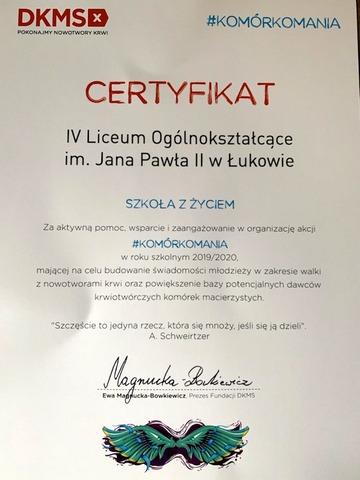 DKMS x #KOMÓRKOMANIA
POKONAJMY NOWOTWORY KRWI
CERTYFIKAT
IV Liceum Ogólnokształcące
im. Jana Pawła II w Łukowie
SZKOŁA Z ŻYCIEM
Za aktywną pomoc, wsparcie i zaangażowanie w organizację akcji
#KOMÓRKOMANIA
w roku szkolnym 2019/2020,
mającej na celu budowanie świadomości młodzieży w zakresie walki
z nowotworami krwi oraz powiększenie bazy potencjalnych dawców
krwiotwórczych komórek macierzystych.
"Szczęście to jedyna rzecz, która się mnoży, jeśli się ją dzieli".
A. Schweirtzer
Magnucka-Bowkiewicz
Ewa Magnucka-Bowkiewicz, Prezes Fundacji DKMS